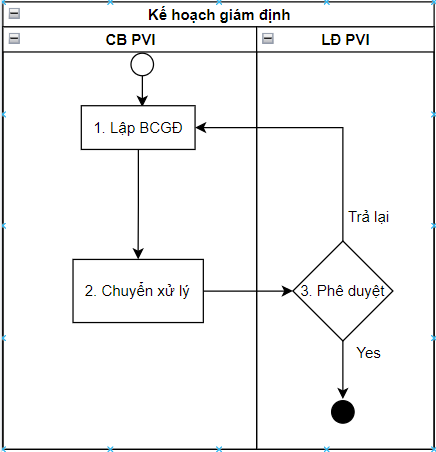 Kế hoạch giám định
CB PVI
LĐ PVI
1. Lập BCGĐ
Trả lại
2. Chuyển xử lý
3. Phê duyệt
Yes